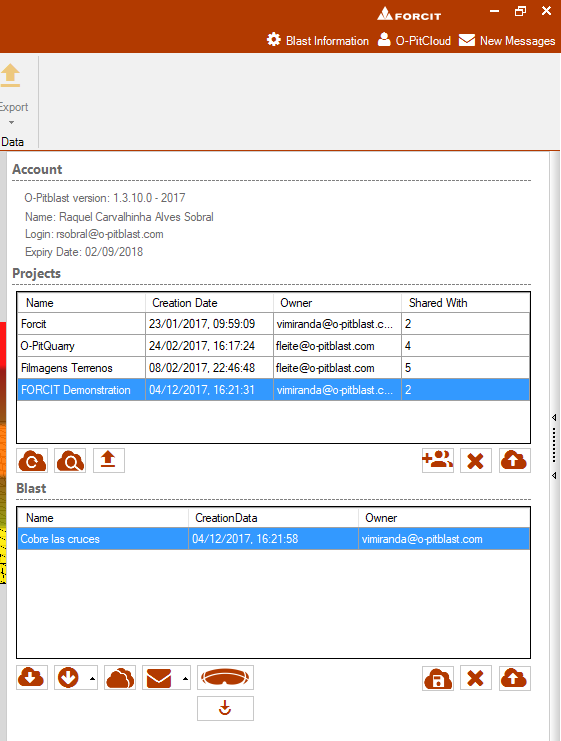 FORCIT
Blast Information O-PitCloud New Messages
Export
Data
Account
O-Pitblast version: 1.3.10.0 - 2017
Name: Raquel Carvalhinha Alves Sobral
Login: rsobral@o-pitblast.com
Expiry Date: 02/09/2018
Projects
Name Creation Date Owner Shared With
Forcit 23/01/2017, 09:59:09 vimiranda@o-pitblast.c... 2
O-PitQuarry 24/02/2017, 16:17:24 fleite@o-pitblast.com 4
Filmagens Terrenos 08/02/2017, 22:46:48 fleite@o-pitblast.com 5
FORCIT Demonstration 04/12/2017, 16:21:31 vimiranda@o-pitblast.c... 2
Blast
Name CreationData Owner
Cobre las cruces 04/12/2017, 16:21:58 vimiranda@o-pitblast.com